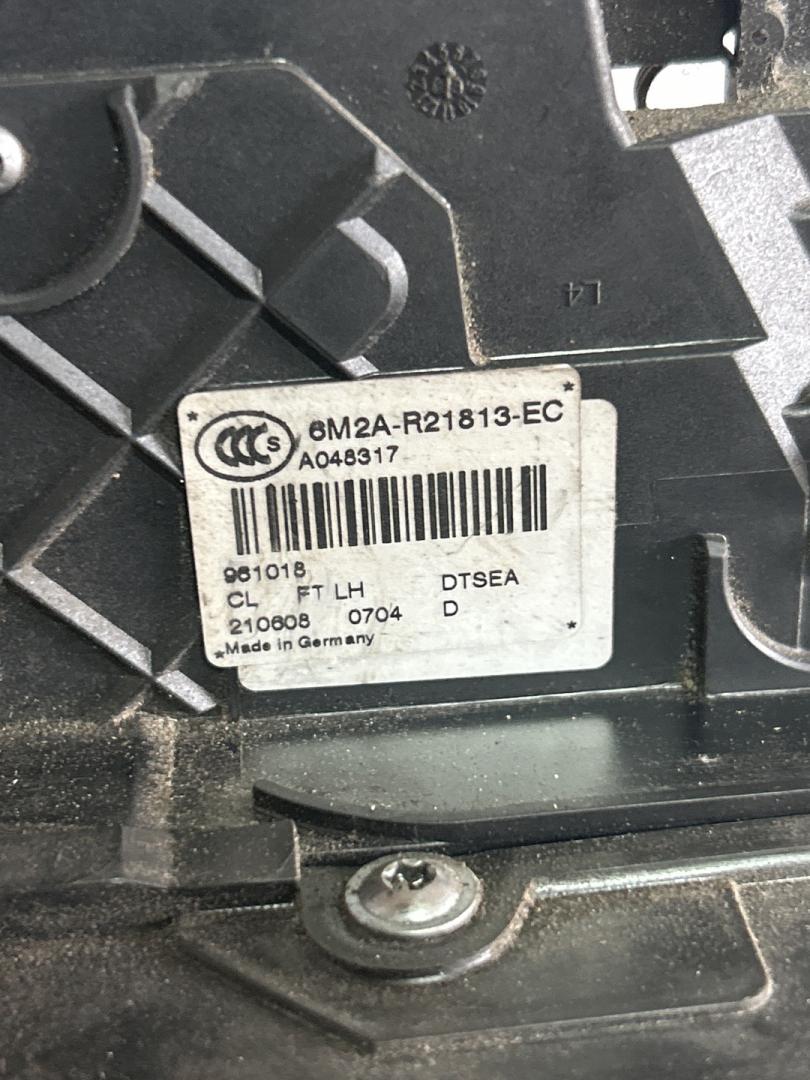 L4
CCC S 6M2A-R21813-EC
A048317
961018
CL FT LH DTSEA
210608 0704 D
*Made in Germany